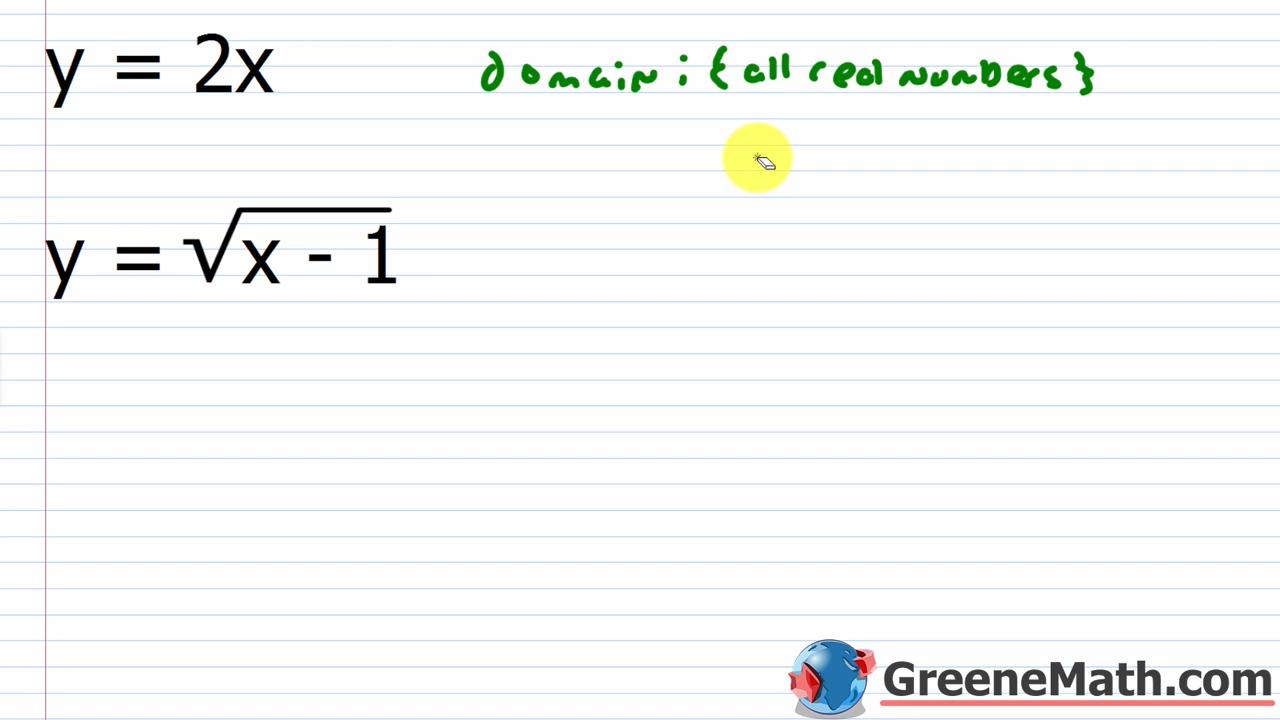 y = 2x domain : {all real numbers}
y = √x - 1
GreeneMath.com